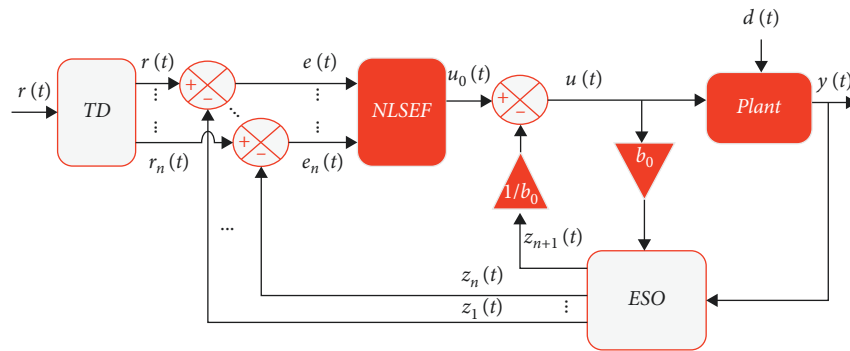 r(t)
TD
r(t)
r_n(t)
+
−
+
−
e(t)
e_n(t)
NLSEF
u_0(t)
+
−
u(t)
d(t)
Plant
y(t)
b_0
1/b_0
z_{n+1}(t)
z_n(t)
z_1(t)
ESO
...